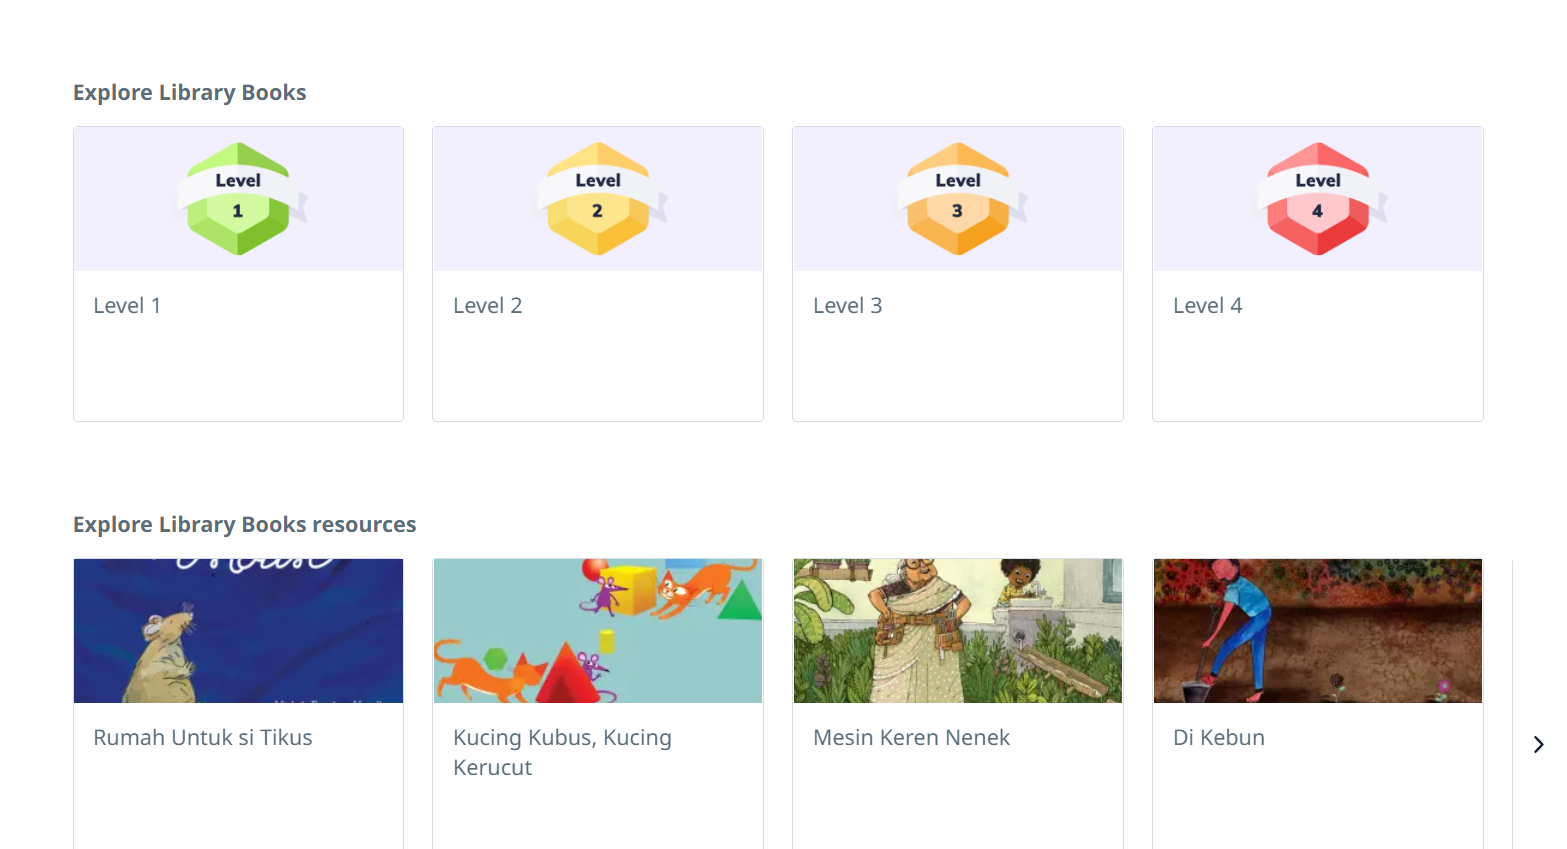 Explore Library Books
Level
1
Level
2
Level
3
Level
4
Level 1
Level 2
Level 3
Level 4
Explore Library Books resources
Rumah Untuk si Tikus
Kucing Kubus, Kucing
Kerucut
Mesin Keren Nenek
Di Kebun